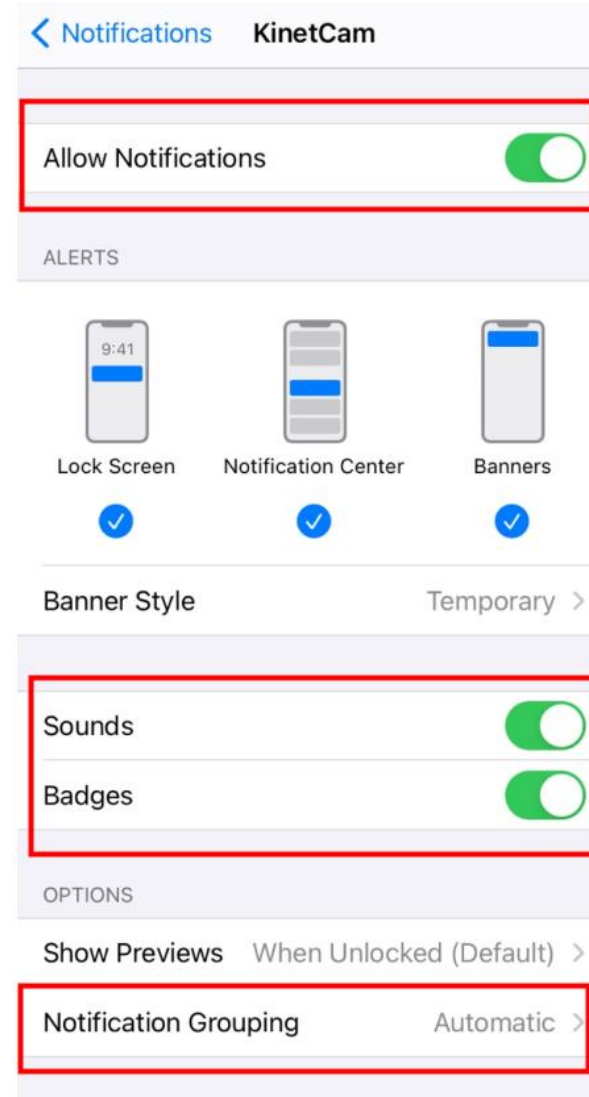 Notifications KinetCam
Allow Notifications
ALERTS
9:41
Lock Screen Notification Center Banners
Banner Style Temporary
Sounds
Badges
OPTIONS
Show Previews When Unlocked (Default)
Notification Grouping Automatic